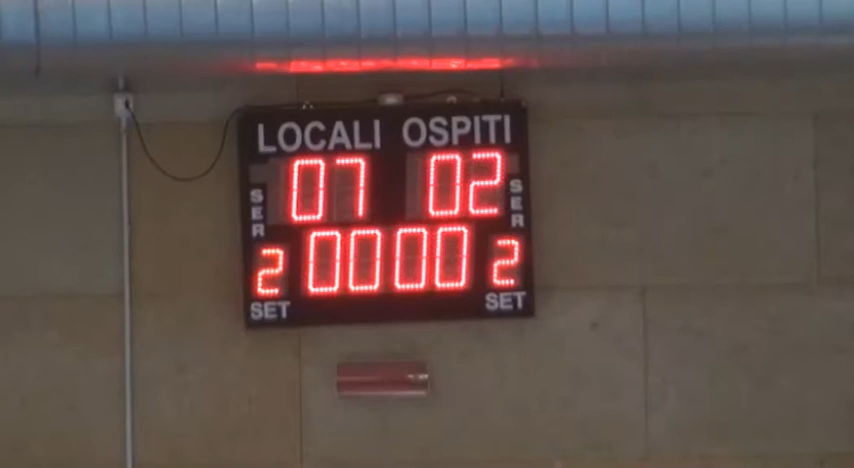 LOCALI OSPITI
07 02
SER SER
2 0000 2
SET SET